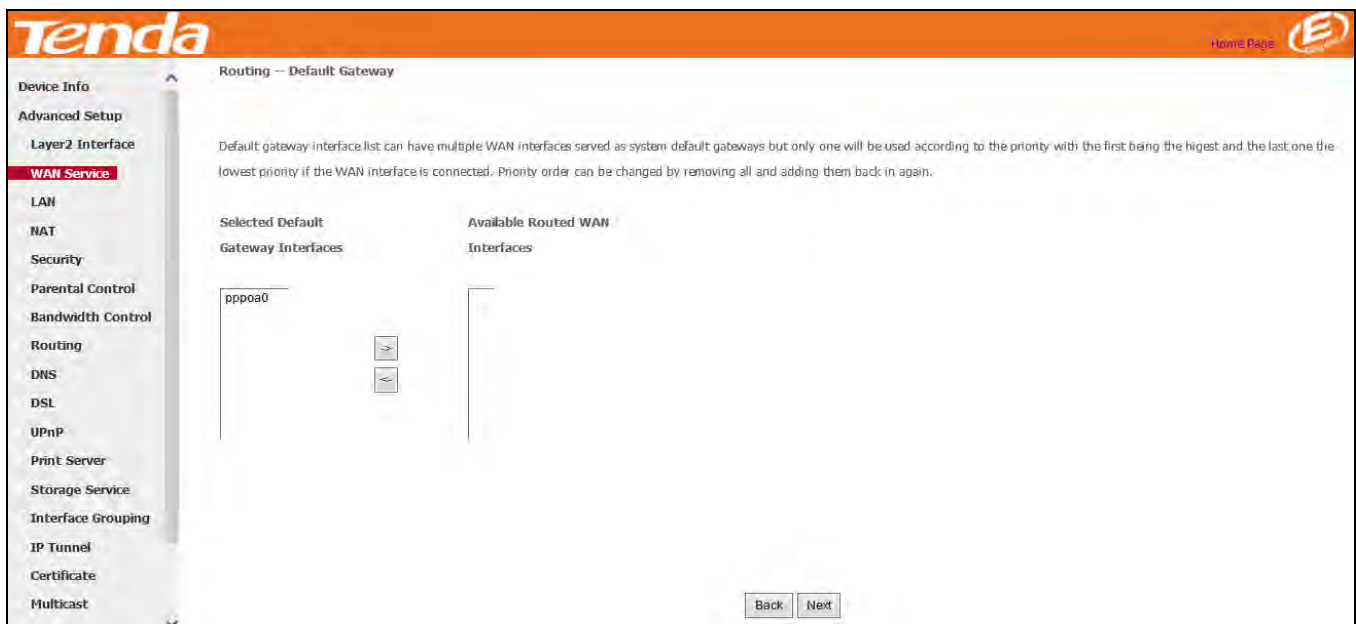 Tenda
Home Page
Device Info
Advanced Setup
Layer2 Interface
WAN Service
LAN
NAT
Security
Parental Control
Bandwidth Control
Routing
DNS
DSL
UPnP
Print Server
Storage Service
Interface Grouping
IP Tunnel
Certificate
Multicast
Routing -- Default Gateway
Default gateway interface list can have multiple WAN interfaces served as system default gateways but only one will be used according to the priority with the first being the higest and the last one the
lowest priority if the WAN interface is connected. Priority order can be changed by removing all and adding them back in again.
Selected Default
Gateway Interfaces
Available Routed WAN
Interfaces
pppoa0
->
<-
Back Next